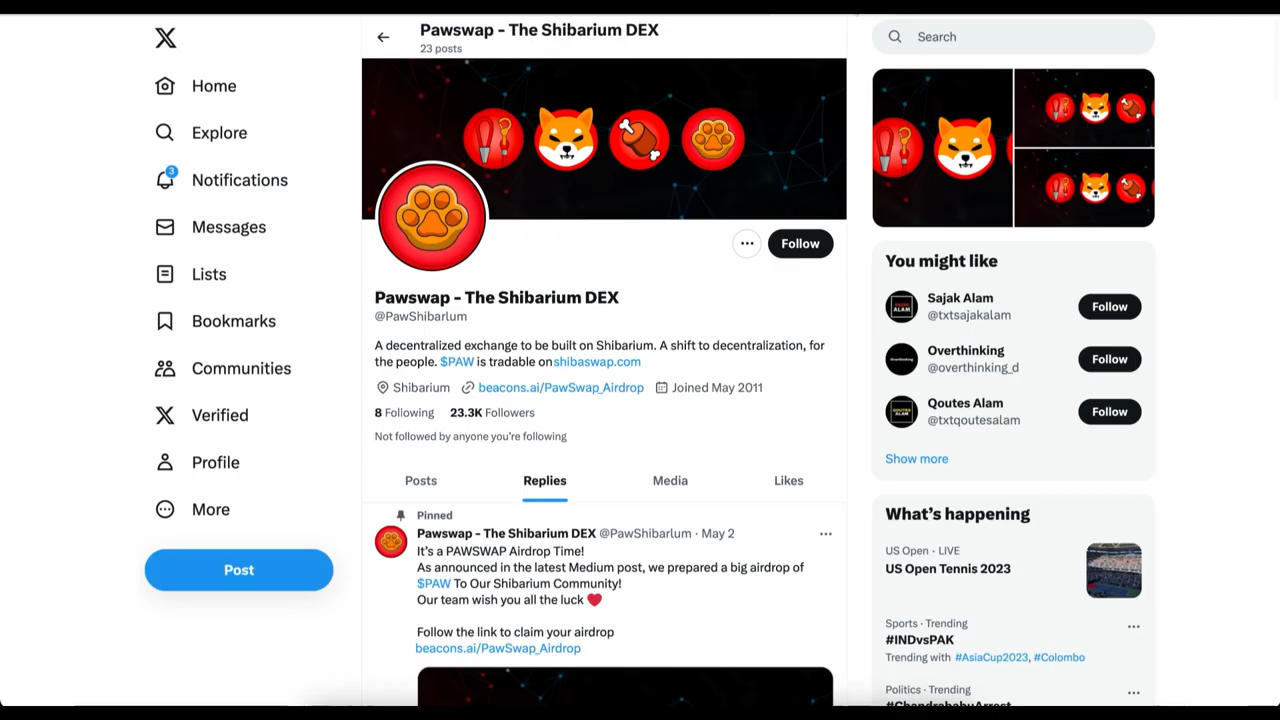 Home
Explore
3
Notifications
Messages
Lists
Bookmarks
Communities
Verified
Profile
More
Post
Pawswap - The Shibarium DEX
23 posts
Follow
Pawswap - The Shibarium DEX
@PawShibarlum
A decentralized exchange to be built on Shibarium. A shift to decentralization, for
the people. $PAW is tradable on shibaswap.com
Shibarium beacons.ai/PawSwap_Airdrop Joined May 2011
8 Following 23.3K Followers
Not followed by anyone you're following
Posts Replies Media Likes
Pinned
Pawswap - The Shibarium DEX @PawShibarlum · May 2
It's a PAWSWAP Airdrop Time!
As announced in the latest Medium post, we prepared a big airdrop of
$PAW To Our Shibarium Community!
Our team wish you all the luck ❤️
Follow the link to claim your airdrop
beacons.ai/PawSwap_Airdrop
Search
You might like
Sajak Alam
@txtsajakalam
Follow
Overthinking
@overthinking_d
Follow
Qoutes Alam
@txtqoutesalam
Follow
Show more
What's happening
US Open · LIVE
US Open Tennis 2023
Sports · Trending
#INDvsPAK
Trending with #AsiaCup2023, #Colombo
Politics · Trending